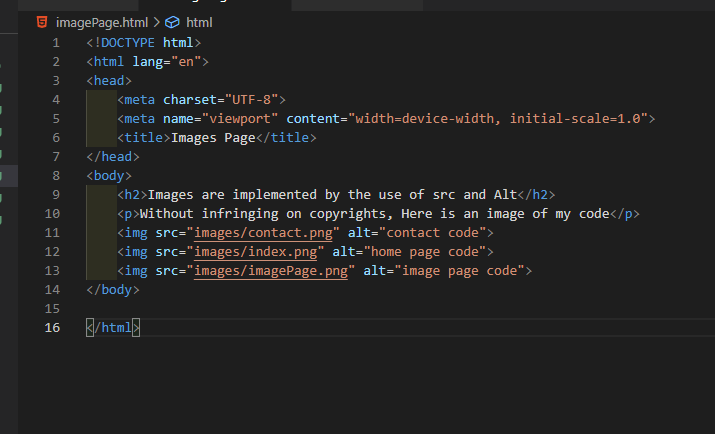 imagePage.html > html
1 <!DOCTYPE html>
2 <html lang="en">
3 <head>
4 <meta charset="UTF-8">
5 <meta name="viewport" content="width=device-width, initial-scale=1.0">
6 <title>Images Page</title>
7 </head>
8 <body>
9 <h2>Images are implemented by the use of src and Alt</h2>
10 <p>Without infringing on copyrights, Here is an image of my code</p>
11 <img src="images/contact.png" alt="contact code">
12 <img src="images/index.png" alt="home page code">
13 <img src="images/imagePage.png" alt="image page code">
14 </body>
15
16 </html>